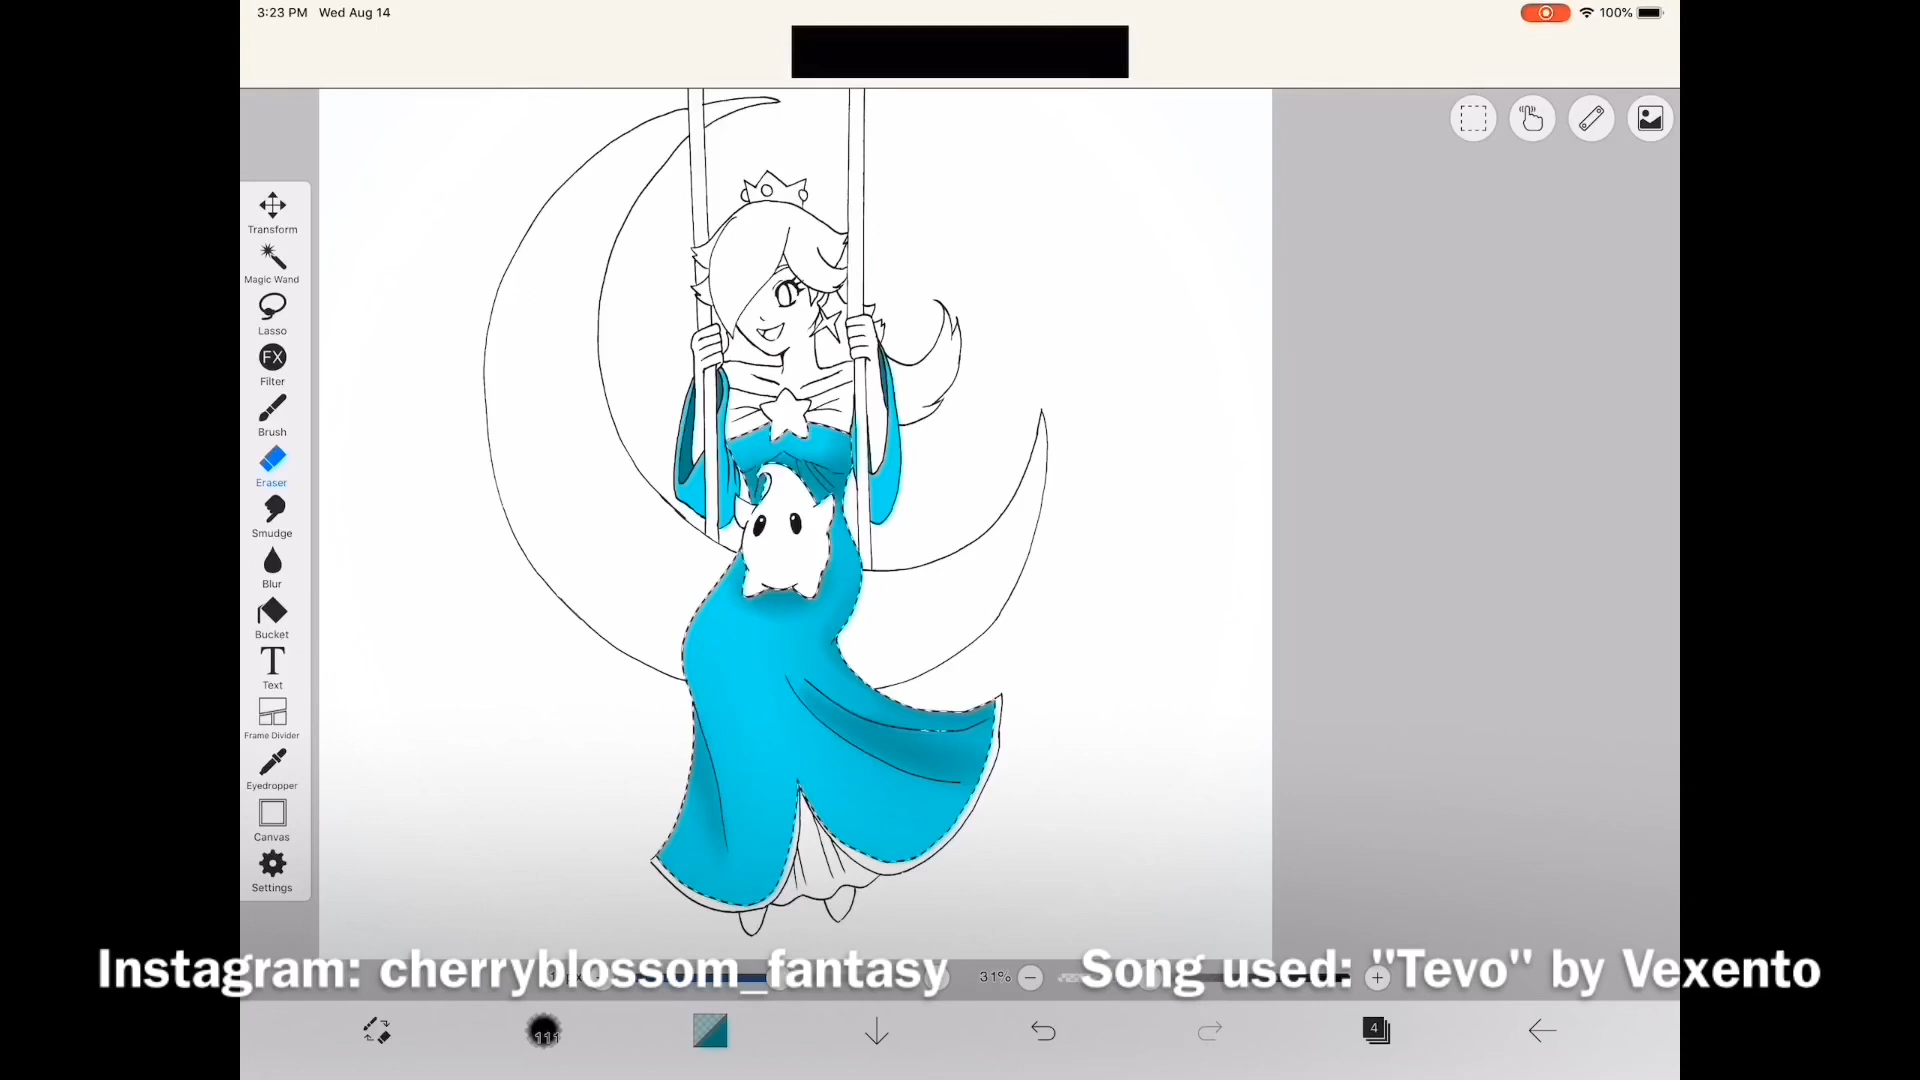 3:23 PM Wed Aug 14
100%
Transform
Magic Wand
Lasso
FX
Filter
Brush
Eraser
Smudge
Blur
Bucket
T
Text
Frame Divider
Eyedropper
Canvas
Settings
31%
Instagram: cherryblossom_fantasy
Song used: "Tevo" by Vexento
111
4